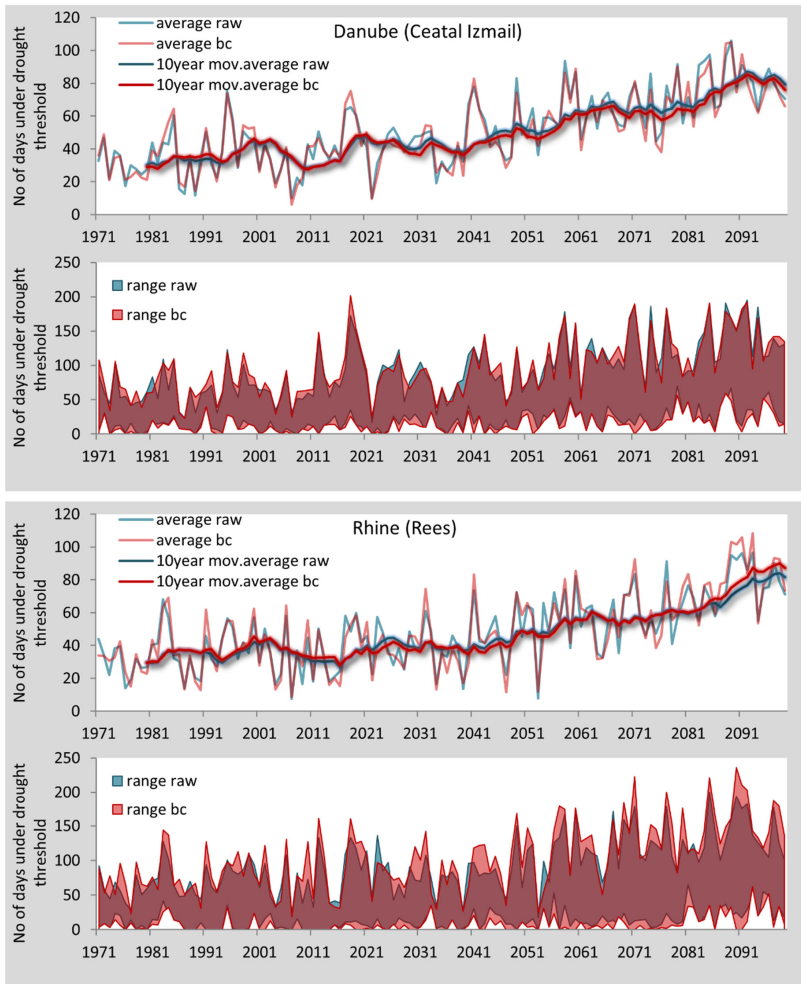 Danube (Ceatal Izmail)
average raw
average bc
10year mov.average raw
10year mov.average bc
No of days under drought
threshold
120
100
80
60
40
20
0
1971 1981 1991 2001 2011 2021 2031 2041 2051 2061 2071 2081 2091
range raw
range bc
No of days under drought
threshold
250
200
150
100
50
0
1971 1981 1991 2001 2011 2021 2031 2041 2051 2061 2071 2081 2091
Rhine (Rees)
average raw
average bc
10year mov.average raw
10year mov.average bc
No of days under drought
threshold
120
100
80
60
40
20
0
1971 1981 1991 2001 2011 2021 2031 2041 2051 2061 2071 2081 2091
range raw
range bc
No of days under drought
threshold
250
200
150
100
50
0
1971 1981 1991 2001 2011 2021 2031 2041 2051 2061 2071 2081 2091